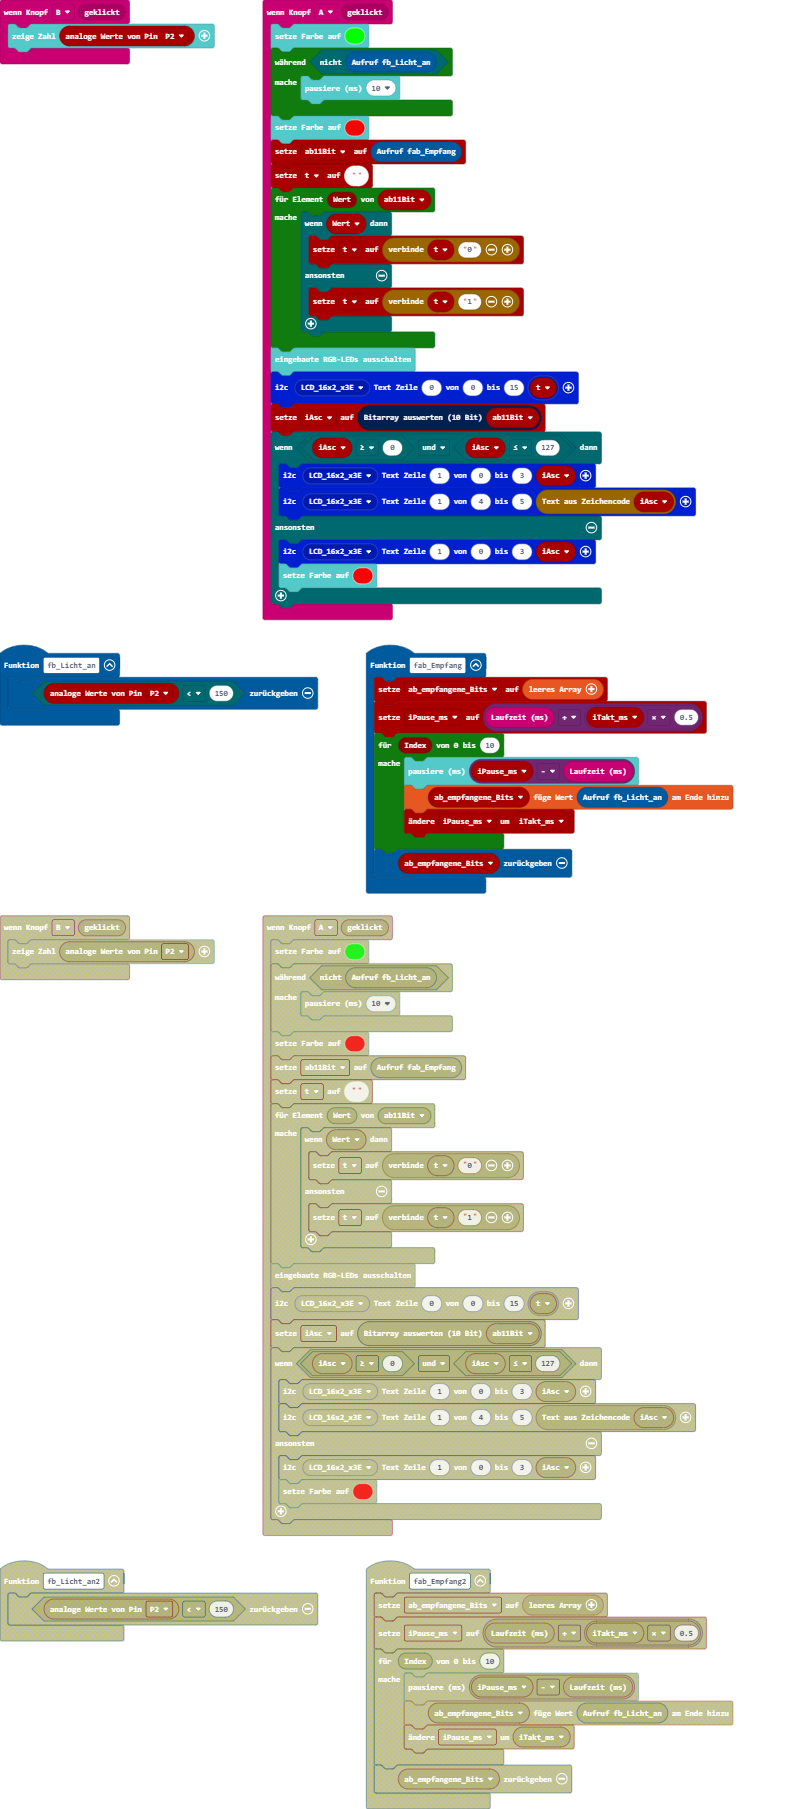 wenn Knopf B geklickt
zeige Zahl analoge Werte von Pin P2
wenn Knopf A geklickt
setze Farbe auf
während nicht Aufruf fb_Licht_an
mache pausiere (ms) 10
setze Farbe auf
setze ab11Bit auf Aufruf fab_Empfang
setze t auf " "
für Element Wert von ab11Bit
mache wenn Wert dann
setze t auf verbinde t "0"
ansonsten
setze t auf verbinde t "1"
eingebaute RGB-LEDs ausschalten
i2c LCD_16x2_x3E Text Zeile 0 von 0 bis 15 t
setze iAsc auf Bitarray auswerten (10 Bit) ab11Bit
wenn iAsc ≥ 0 und iAsc ≤ 127 dann
i2c LCD_16x2_x3E Text Zeile 1 von 0 bis 3 iAsc
i2c LCD_16x2_x3E Text Zeile 1 von 4 bis 5 Text aus Zeichencode iAsc
ansonsten
i2c LCD_16x2_x3E Text Zeile 1 von 0 bis 3 iAsc
setze Farbe auf
Funktion fb_Licht_an
analoge Werte von Pin P2 < 150 zurückgeben
Funktion fab_Empfang
setze ab_empfangene_Bits auf leeres Array
setze iPause_ms auf Laufzeit (ms) + iTakt_ms × 0.5
für Index von 0 bis 10
mache pausiere (ms) iPause_ms - Laufzeit (ms)
ab_empfangene_Bits füge Wert Aufruf fb_Licht_an am Ende hinzu
ändere iPause_ms um iTakt_ms
ab_empfangene_Bits zurückgeben
wenn Knopf B geklickt
zeige Zahl analoge Werte von Pin P2
wenn Knopf A geklickt
setze Farbe auf
während nicht Aufruf fb_Licht_an
mache pausiere (ms) 10
setze Farbe auf
setze ab11Bit auf Aufruf fab_Empfang
setze t auf " "
für Element Wert von ab11Bit
mache wenn Wert dann
setze t auf verbinde t "0"
ansonsten
setze t auf verbinde t "1"
eingebaute RGB-LEDs ausschalten
i2c LCD_16x2_x3E Text Zeile 0 von 0 bis 15 t
setze iAsc auf Bitarray auswerten (10 Bit) ab11Bit
wenn iAsc ≥ 0 und iAsc ≤ 127 dann
i2c LCD_16x2_x3E Text Zeile 1 von 0 bis 3 iAsc
i2c LCD_16x2_x3E Text Zeile 1 von 4 bis 5 Text aus Zeichencode iAsc
ansonsten
i2c LCD_16x2_x3E Text Zeile 1 von 0 bis 3 iAsc
setze Farbe auf
Funktion fb_Licht_an2
analoge Werte von Pin P2 < 150 zurückgeben
Funktion fab_Empfang2
setze ab_empfangene_Bits auf leeres Array
setze iPause_ms auf Laufzeit (ms) + iTakt_ms × 0.5
für Index von 0 bis 10
mache pausiere (ms) iPause_ms - Laufzeit (ms)
ab_empfangene_Bits füge Wert Aufruf fb_Licht_an am Ende hinzu
ändere iPause_ms um iTakt_ms
ab_empfangene_Bits zurückgeben